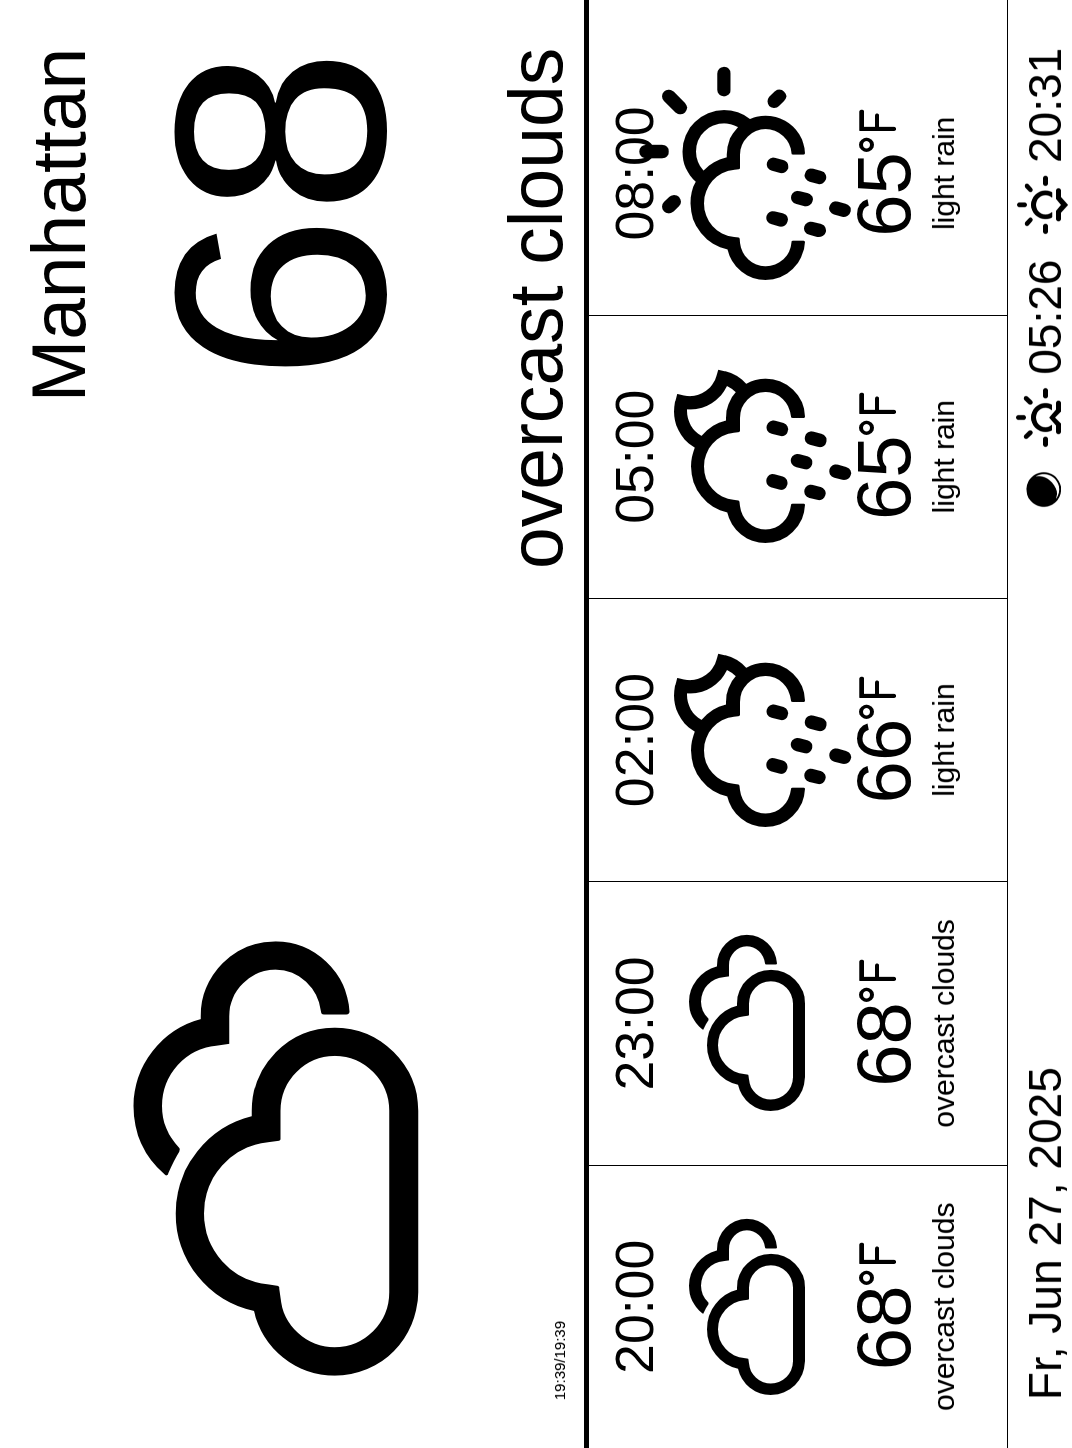 Manhattan
68
overcast clouds
19:39/19:39
20:00
68°F
overcast clouds
23:00
68°F
overcast clouds
02:00
66°F
light rain
05:00
65°F
light rain
08:00
65°F
light rain
Fr, Jun 27, 2025
05:26
20:31